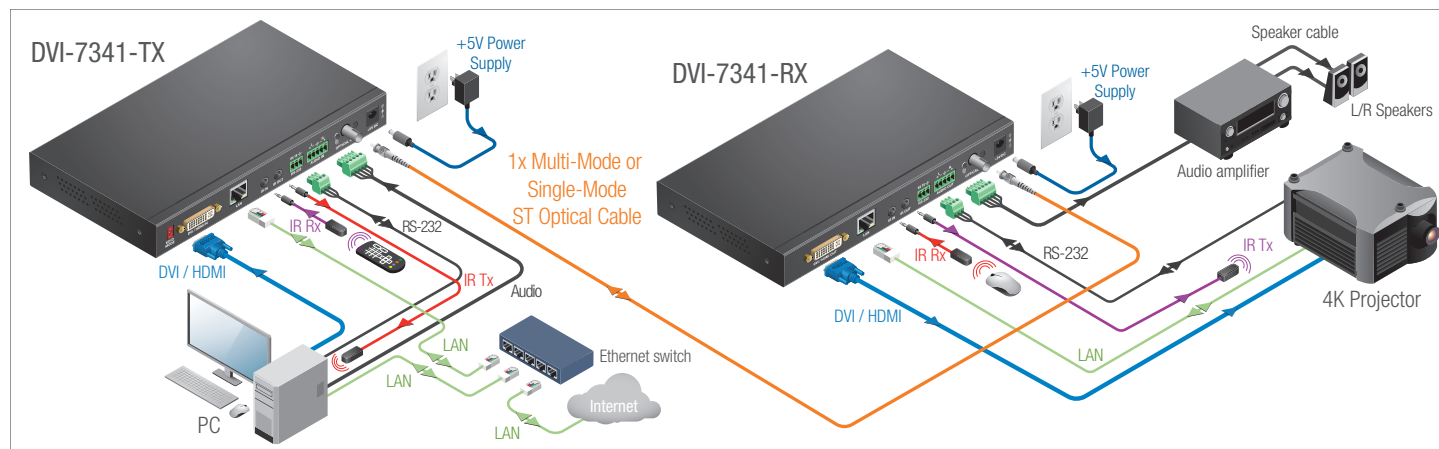 DVI-7341-TX
+5V Power
Supply
DVI / HDMI
IR Rx
RS-232
IR Tx
Audio
LAN
LAN
LAN
PC
Ethernet switch
Internet
1x Multi-Mode or
Single-Mode
ST Optical Cable
DVI-7341-RX
+5V Power
Supply
Speaker cable
L/R Speakers
Audio amplifier
IR Rx
RS-232
IR Tx
DVI / HDMI
LAN
4K Projector